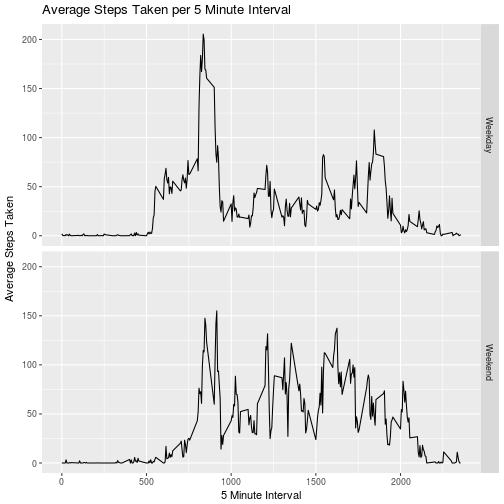 Average Steps Taken per 5 Minute Interval
200
150
100
50
0
Weekday
Average Steps Taken
200
150
100
50
0
Weekend
0 500 1000 1500 2000
5 Minute Interval